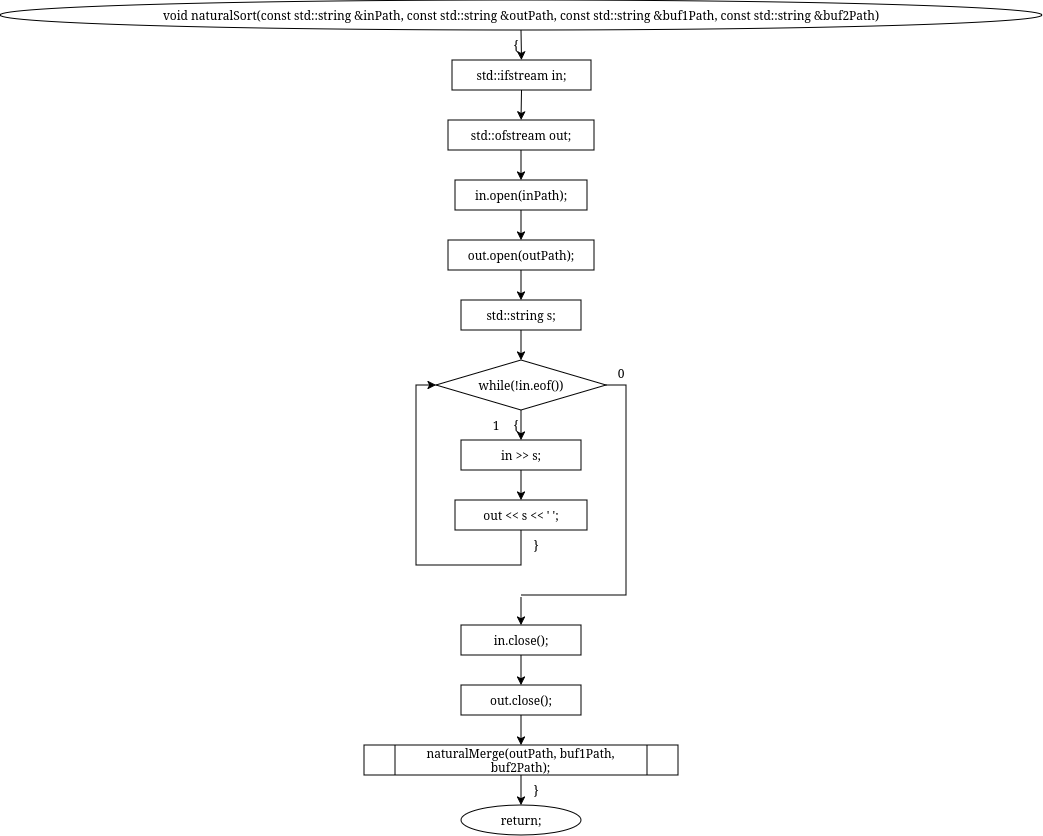 void naturalSort(const std::string &inPath, const std::string &outPath, const std::string &buf1Path, const std::string &buf2Path)
{
std::ifstream in;
std::ofstream out;
in.open(inPath);
out.open(outPath);
std::string s;
while(!in.eof())
0
1 {
in >> s;
out << s << ' ';
}
in.close();
out.close();
naturalMerge(outPath, buf1Path,
buf2Path);
}
return;